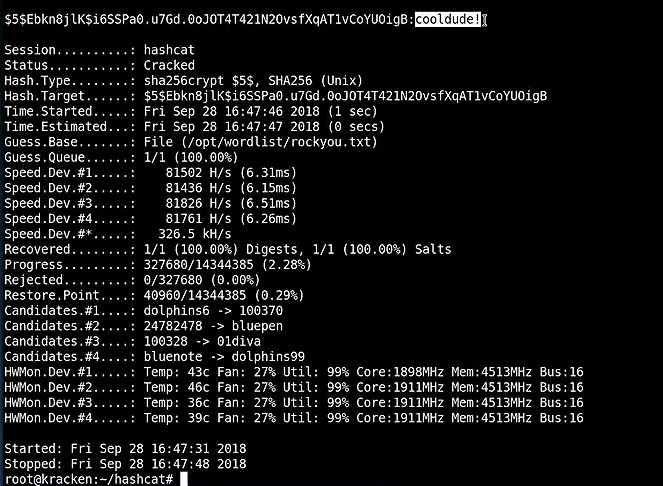 $5$Ebkn8jlK$i6SSPa0.u7Gd.0oJOT4T421N2OvsfXqAT1vCoYUOigB:cooldude!
Session..........: hashcat
Status...........: Cracked
Hash.Type........: sha256crypt $5$, SHA256 (Unix)
Hash.Target......: $5$Ebkn8jlK$i6SSPa0.u7Gd.0oJOT4T421N2OvsfXqAT1vCoYUOigB
Time.Started.....: Fri Sep 28 16:47:46 2018 (1 sec)
Time.Estimated...: Fri Sep 28 16:47:47 2018 (0 secs)
Guess.Base.......: File (/opt/wordlist/rockyou.txt)
Guess.Queue......: 1/1 (100.00%)
Speed.Dev.#1.....:    81502 H/s (6.31ms)
Speed.Dev.#2.....:    81436 H/s (6.15ms)
Speed.Dev.#3.....:    81826 H/s (6.51ms)
Speed.Dev.#4.....:    81761 H/s (6.26ms)
Speed.Dev.#*.....:   326.5 kH/s
Recovered........: 1/1 (100.00%) Digests, 1/1 (100.00%) Salts
Progress.........: 327680/14344385 (2.28%)
Rejected.........: 0/327680 (0.00%)
Restore.Point....: 40960/14344385 (0.29%)
Candidates.#1....: dolphins6 -> 100370
Candidates.#2....: 24782478 -> bluepen
Candidates.#3....: 100328 -> 01diva
Candidates.#4....: bluenote -> dolphins99
HWMon.Dev.#1.....: Temp: 43c Fan: 27% Util: 99% Core:1898MHz Mem:4513MHz Bus:16
HWMon.Dev.#2.....: Temp: 46c Fan: 27% Util: 99% Core:1911MHz Mem:4513MHz Bus:16
HWMon.Dev.#3.....: Temp: 36c Fan: 27% Util: 99% Core:1911MHz Mem:4513MHz Bus:16
HWMon.Dev.#4.....: Temp: 39c Fan: 27% Util: 99% Core:1911MHz Mem:4513MHz Bus:16
Started: Fri Sep 28 16:47:31 2018
Stopped: Fri Sep 28 16:47:48 2018
root@kracken:~/hashcat#